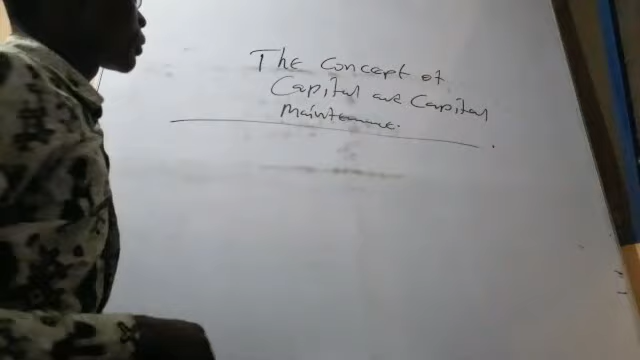 The Concept of
Capital and Capital
Maintenance.